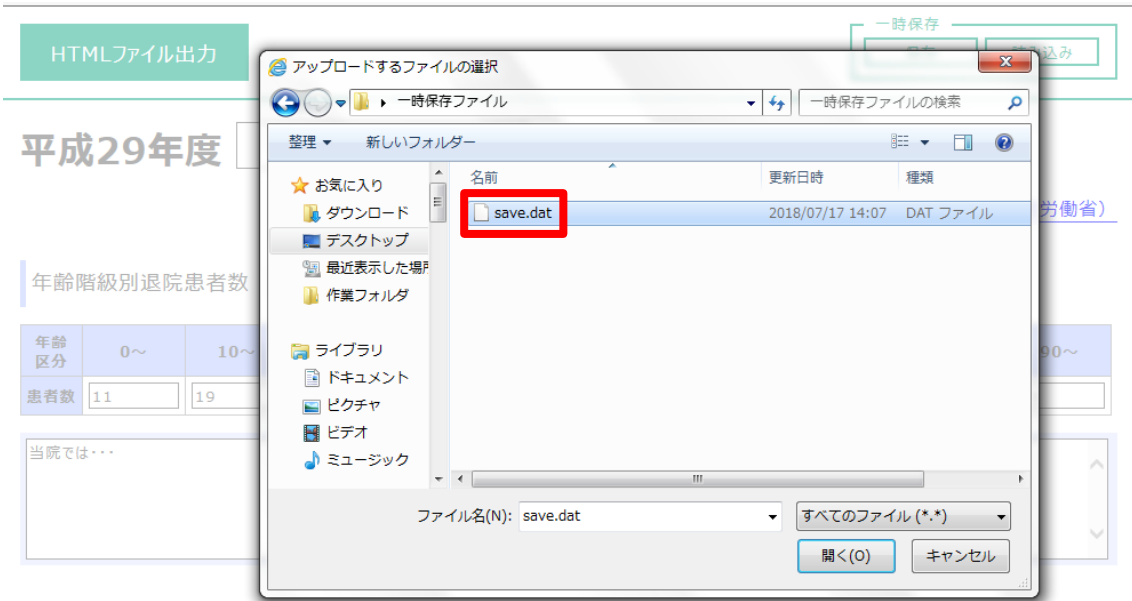 HTMLファイル出力
一時保存
保存
読み込み
平成29年度
労働省）
年齢階級別退院患者数
年齢区分
0～
10～
90～
患者数
11
19
当院では・・・
アップロードするファイルの選択
一時保存ファイル
一時保存ファイルの検索
整理
新しいフォルダー
お気に入り
ダウンロード
デスクトップ
最近表示した場所
作業フォルダ
ライブラリ
ドキュメント
ピクチャ
ビデオ
ミュージック
名前
更新日時
種類
save.dat
2018/07/17 14:07
DAT ファイル
ファイル名(N):
save.dat
すべてのファイル (*.*)
開く(O)
キャンセル